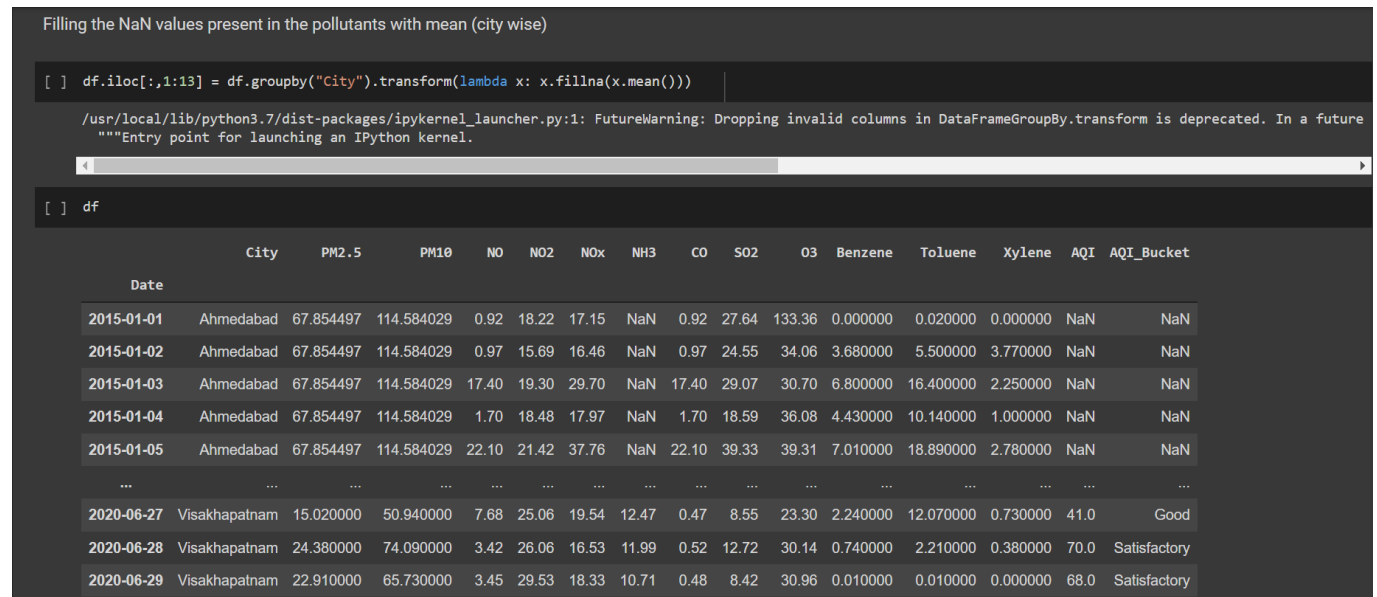 Filling the NaN values present in the pollutants with mean (city wise)
[ ] df.iloc[:,1:13] = df.groupby("City").transform(lambda x: x.fillna(x.mean()))
/usr/local/lib/python3.7/dist-packages/ipykernel_launcher.py:1: FutureWarning: Dropping invalid columns in DataFrameGroupBy.transform is deprecated. In a future
"""Entry point for launching an IPython kernel.
[ ] df
City PM2.5 PM10 NO NO2 NOx NH3 CO SO2 O3 Benzene Toluene Xylene AQI AQI_Bucket
Date
2015-01-01 Ahmedabad 67.854497 114.584029 0.92 18.22 17.15 NaN 0.92 27.64 133.36 0.000000 0.020000 0.000000 NaN NaN
2015-01-02 Ahmedabad 67.854497 114.584029 0.97 15.69 16.46 NaN 0.97 24.55 34.06 3.680000 5.500000 3.770000 NaN NaN
2015-01-03 Ahmedabad 67.854497 114.584029 17.40 19.30 29.70 NaN 17.40 29.07 30.70 6.800000 16.400000 2.250000 NaN NaN
2015-01-04 Ahmedabad 67.854497 114.584029 1.70 18.48 17.97 NaN 1.70 18.59 36.08 4.430000 10.140000 1.000000 NaN NaN
2015-01-05 Ahmedabad 67.854497 114.584029 22.10 21.42 37.76 NaN 22.10 39.33 39.31 7.010000 18.890000 2.780000 NaN NaN
... ... ... ... ... ... ... ... ... ... ... ... ... ... ... ...
2020-06-27 Visakhapatnam 15.020000 50.940000 7.68 25.06 19.54 12.47 0.47 8.55 23.30 2.240000 12.070000 0.730000 41.0 Good
2020-06-28 Visakhapatnam 24.380000 74.090000 3.42 26.06 16.53 11.99 0.52 12.72 30.14 0.740000 2.210000 0.380000 70.0 Satisfactory
2020-06-29 Visakhapatnam 22.910000 65.730000 3.45 29.53 18.33 10.71 0.48 8.42 30.96 0.010000 0.010000 0.000000 68.0 Satisfactory